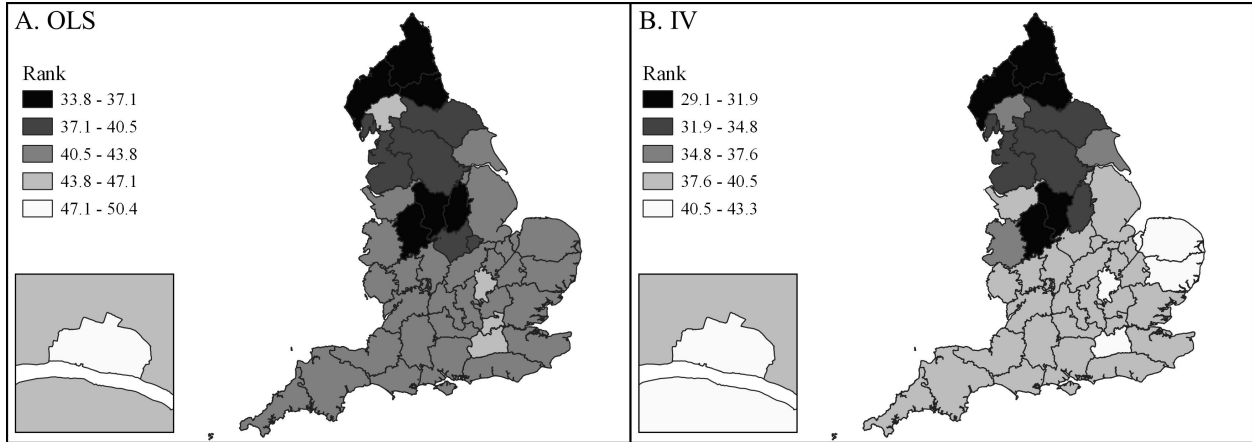 A. OLS
Rank
33.8 - 37.1
37.1 - 40.5
40.5 - 43.8
43.8 - 47.1
47.1 - 50.4
B. IV
Rank
29.1 - 31.9
31.9 - 34.8
34.8 - 37.6
37.6 - 40.5
40.5 - 43.3